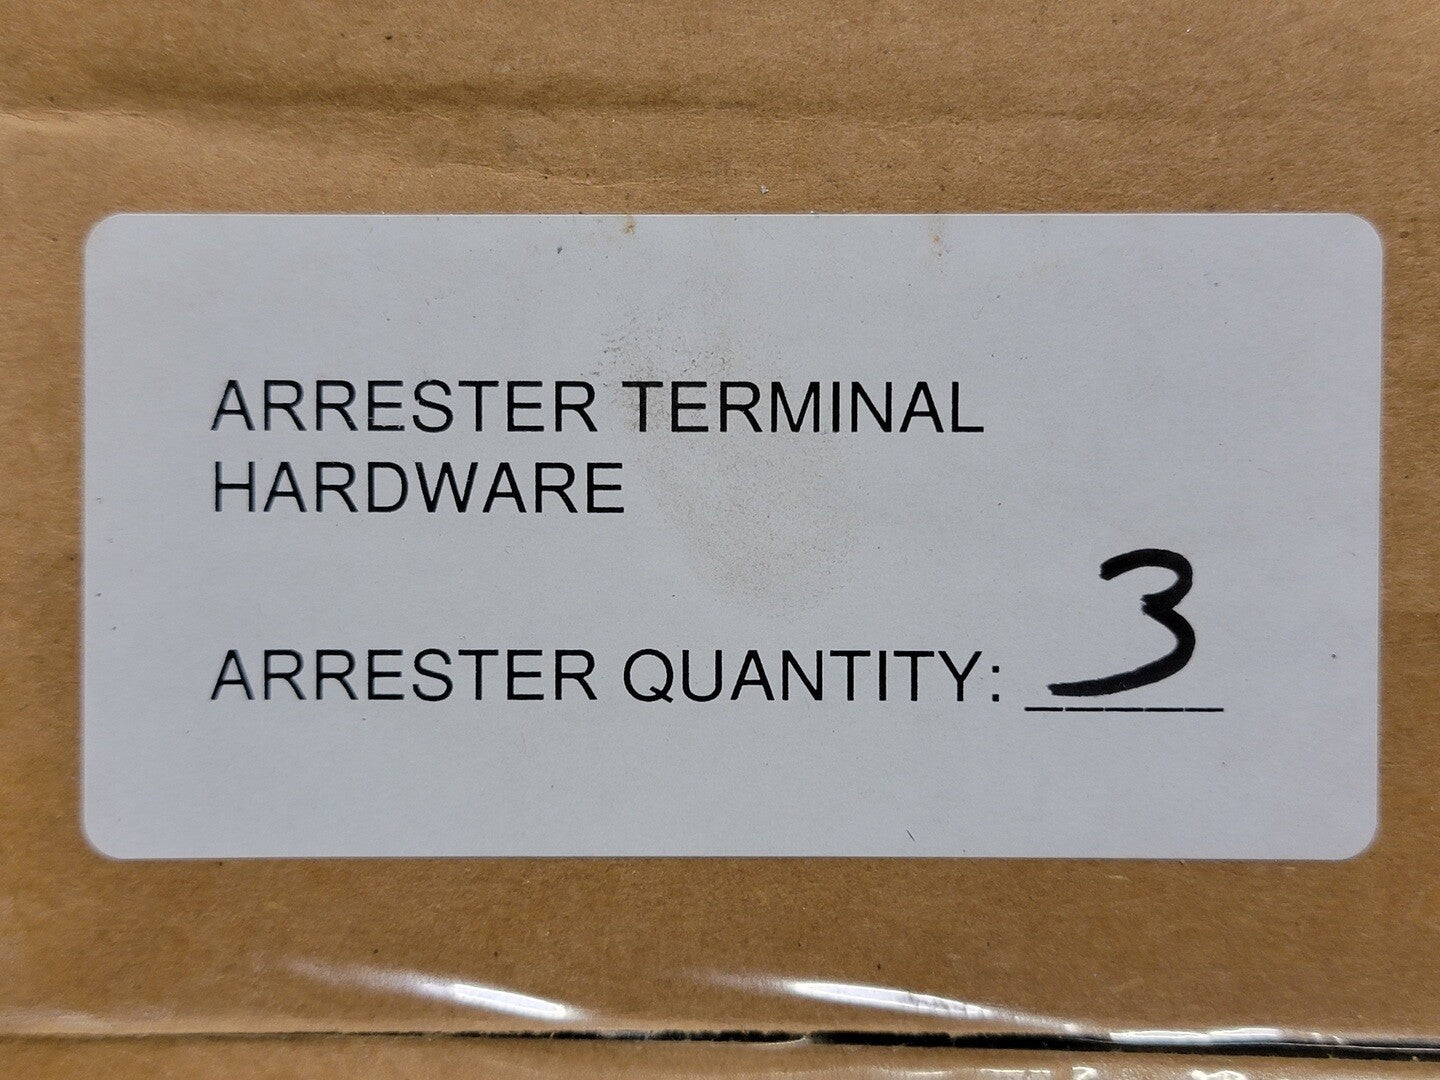 ARRESTER TERMINAL
HARDWARE
ARRESTER QUANTITY: 3